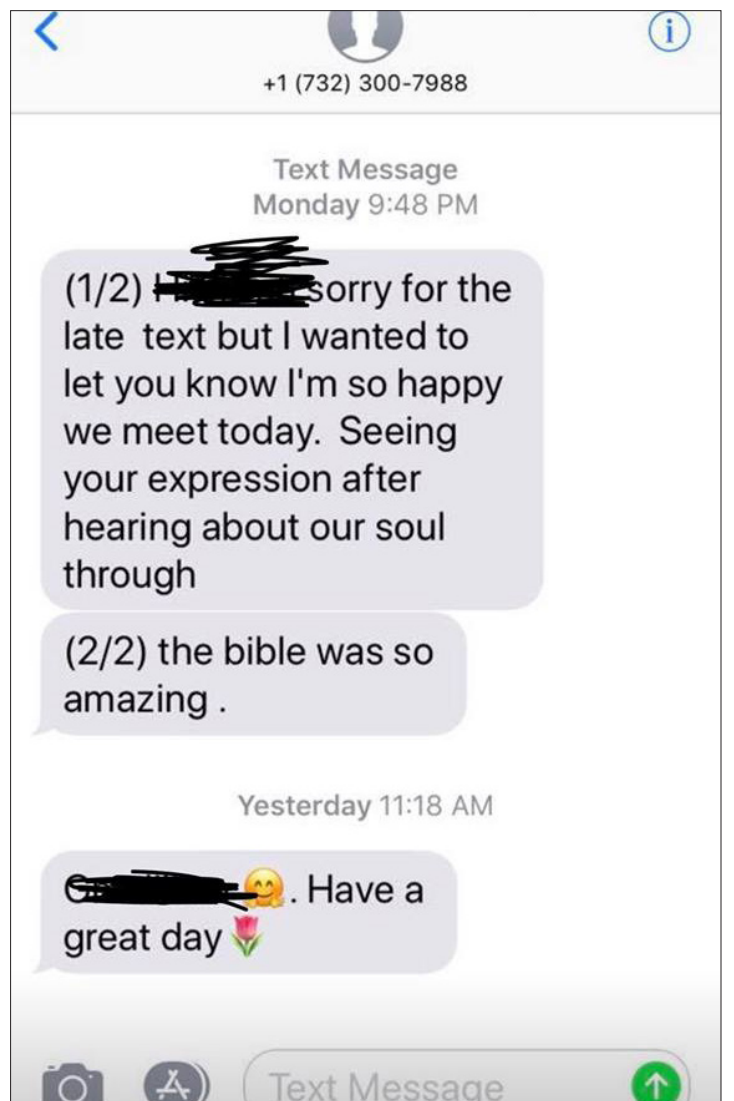 +1 (732) 300-7988
Text Message
Monday 9:48 PM
(1/2) sorry for the
late text but I wanted to
let you know I'm so happy
we meet today. Seeing
your expression after
hearing about our soul
through
(2/2) the bible was so
amazing .
Yesterday 11:18 AM
🤗. Have a
great day🌷
Text Message